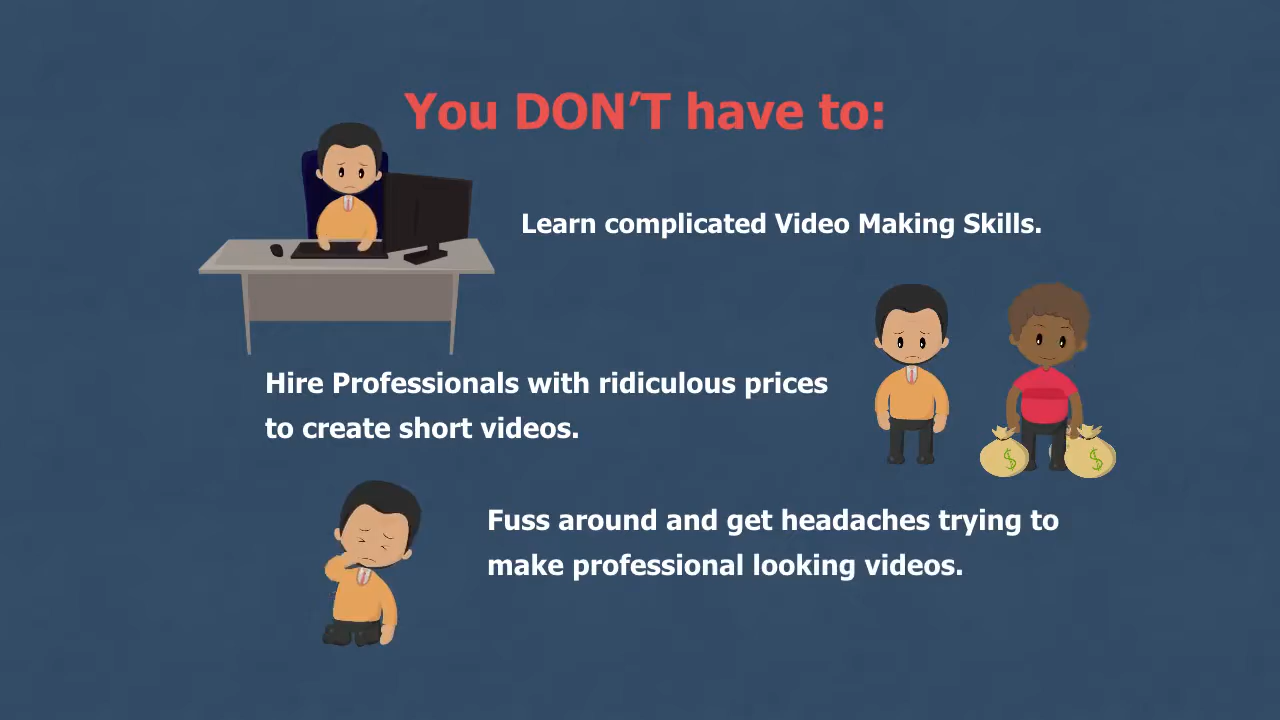 You DON'T have to:
Learn complicated Video Making Skills.
Hire Professionals with ridiculous prices
to create short videos.
$ $
Fuss around and get headaches trying to
make professional looking videos.